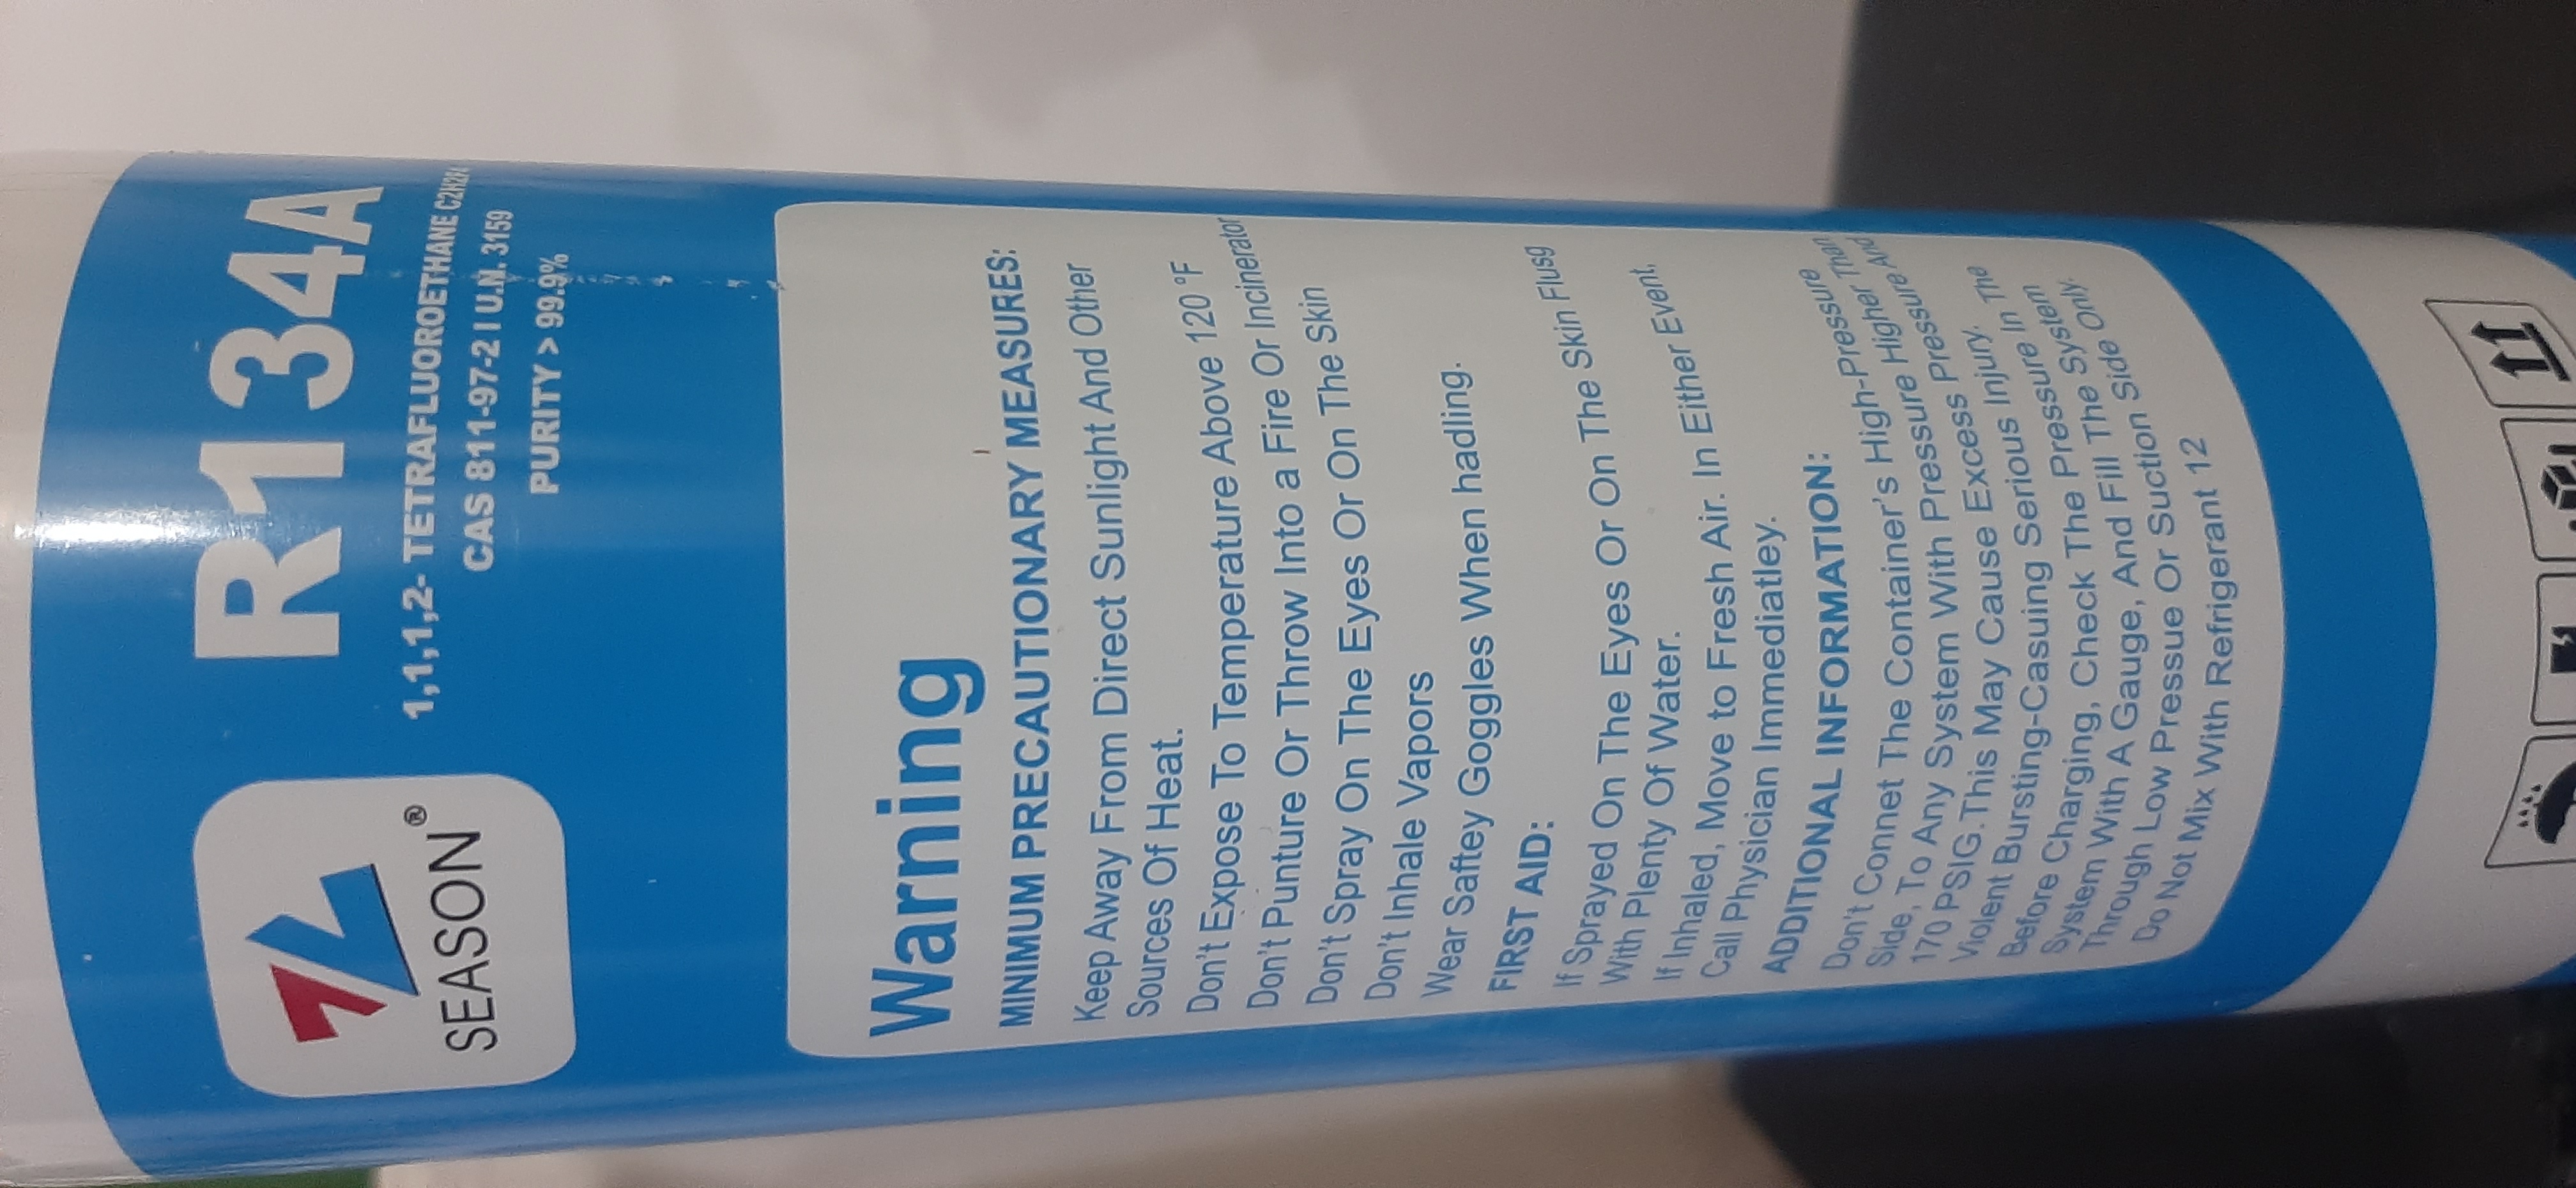 SEASON®
R134A
1,1,1,2- TETRAFLUOROETHANE C2H2F4
CAS 811-97-2 I U.N. 3159
PURITY > 99.9%
Warning
MINIMUM PRECAUTIONARY MEASURES:
Keep Away From Direct Sunlight And Other
Sources Of Heat.
Don't Expose To Temperature Above 120 °F
Don't Punture Or Throw Into a Fire Or Incinerator
Don't Spray On The Eyes Or On The Skin
Don't Inhale Vapors
Wear Saftey Goggles When hadling.
FIRST AID:
If Sprayed On The Eyes Or On The Skin Flusg
With Plenty Of Water.
If Inhaled, Move to Fresh Air. In Either Event,
Call Physician Immediatley.
ADDITIONAL INFORMATION:
Don't Connet The Container's High-Pressure
Side, To Any System With Pressure Higher Than
170 PSIG.This May Cause Excess Pressure And
Violent Bursting-Casuing Serious Injury.
Before Charging, Check The Pressure In The
System With A Gauge, And Fill The System
Through Low Pressue Or Suction Side Only.
Do Not Mix With Refrigerant 12